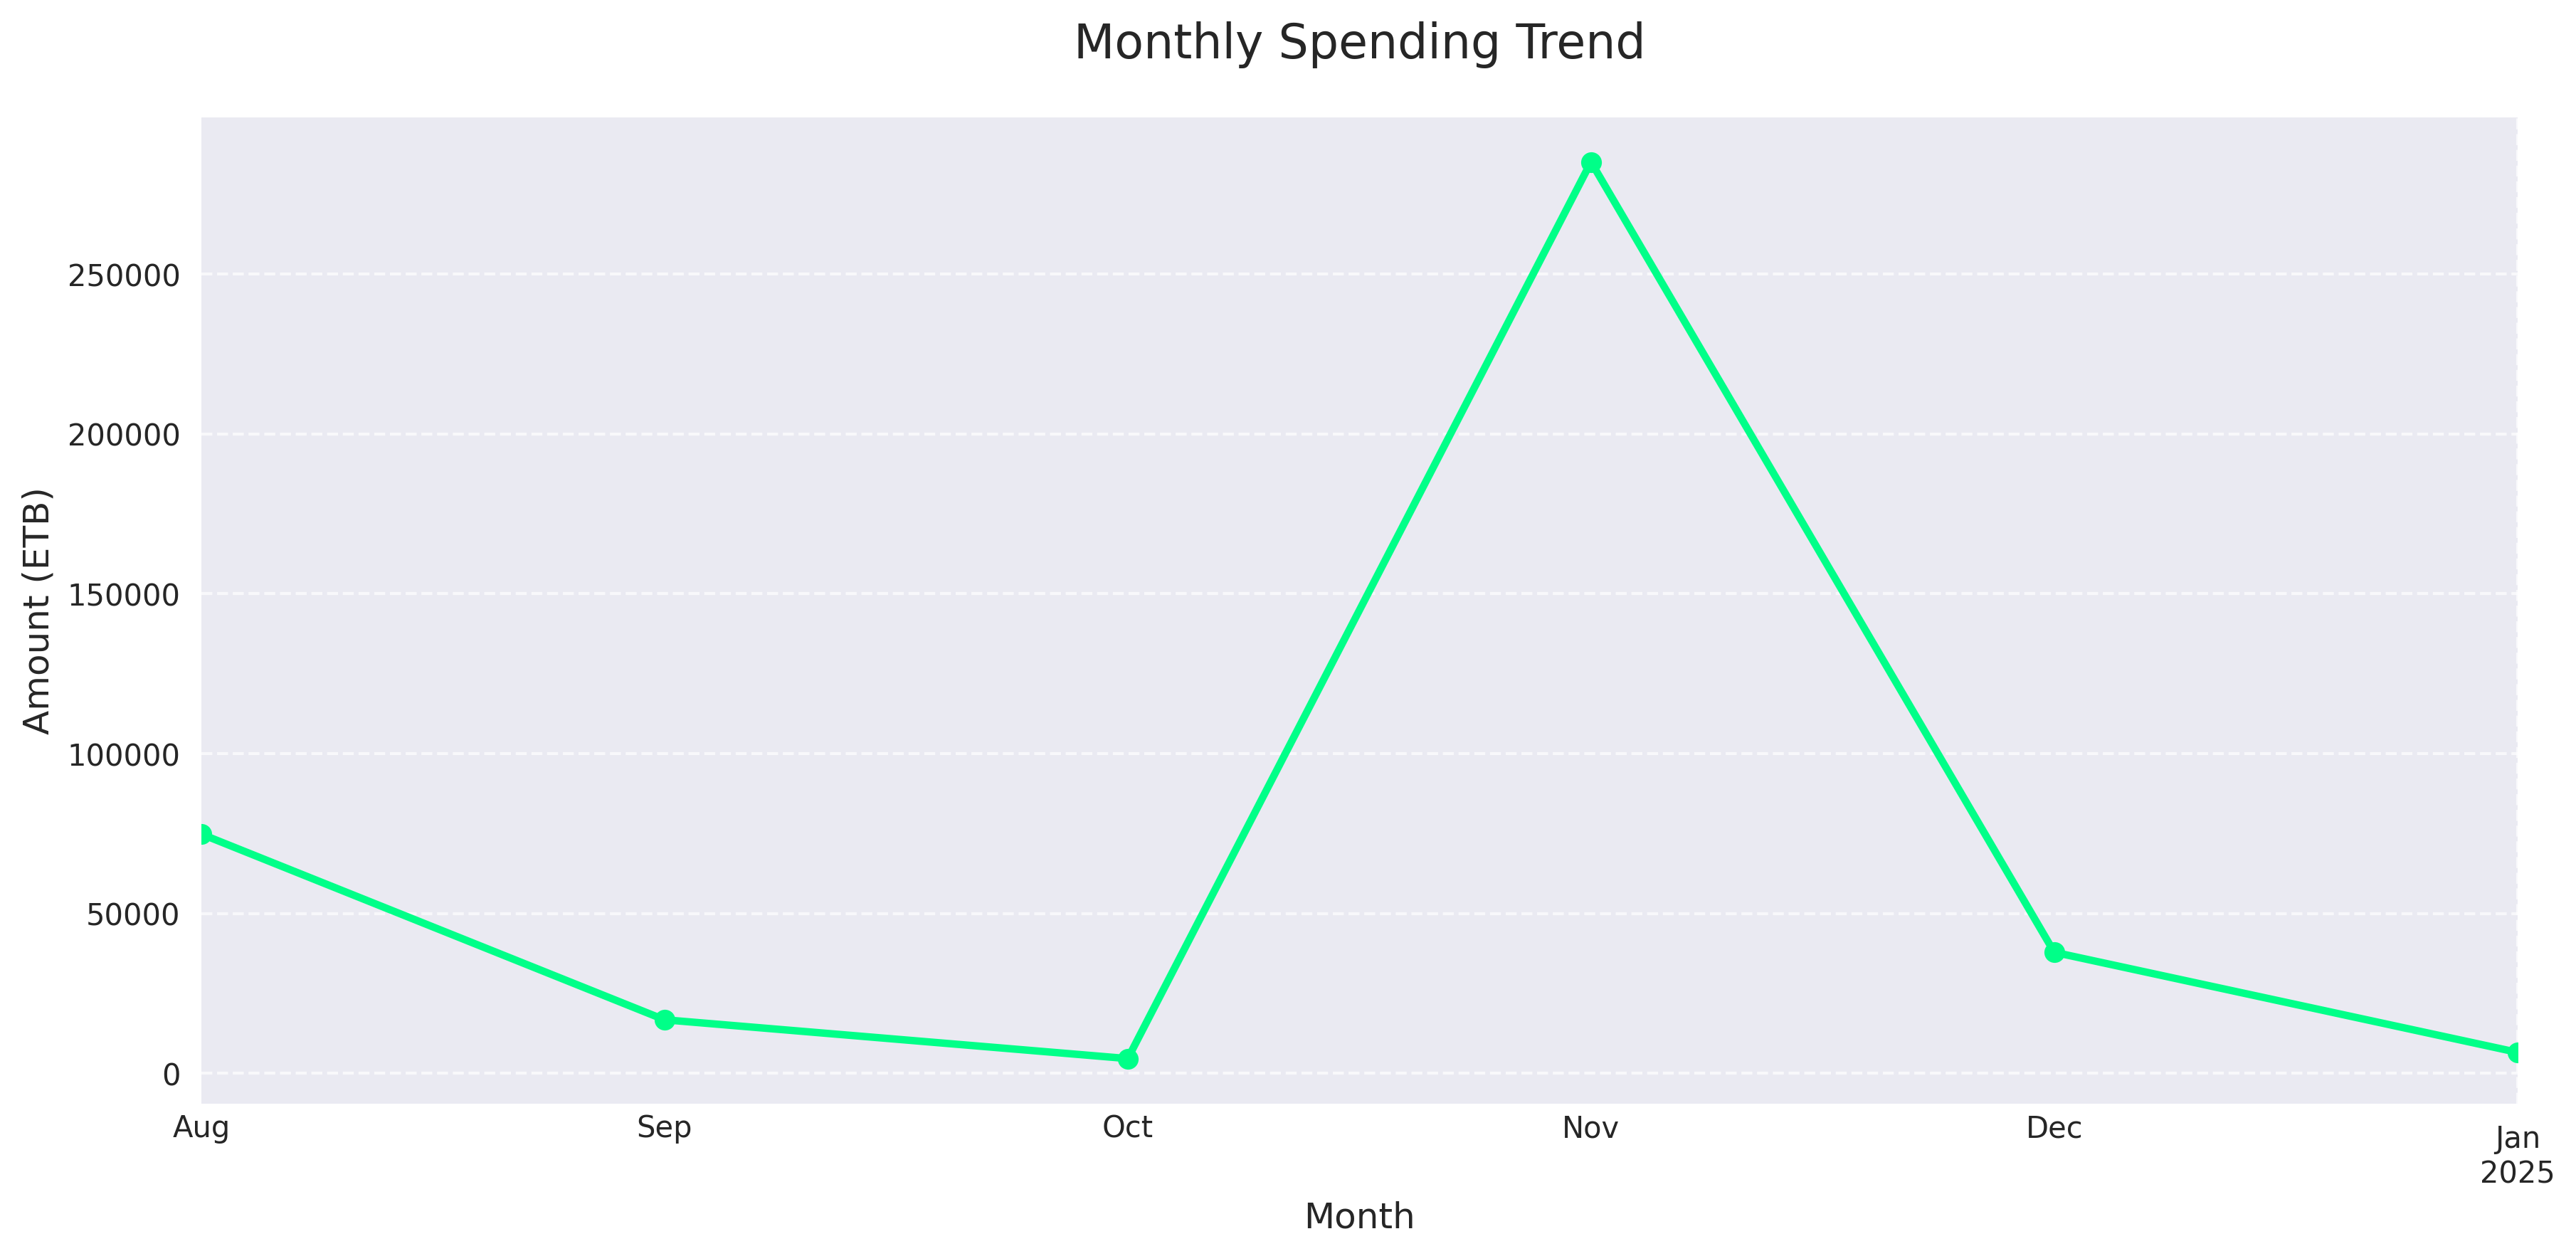 Monthly Spending Trend
Amount (ETB)
250000
200000
150000
100000
50000
0
Aug
Sep
Oct
Nov
Dec
Jan
2025
Month